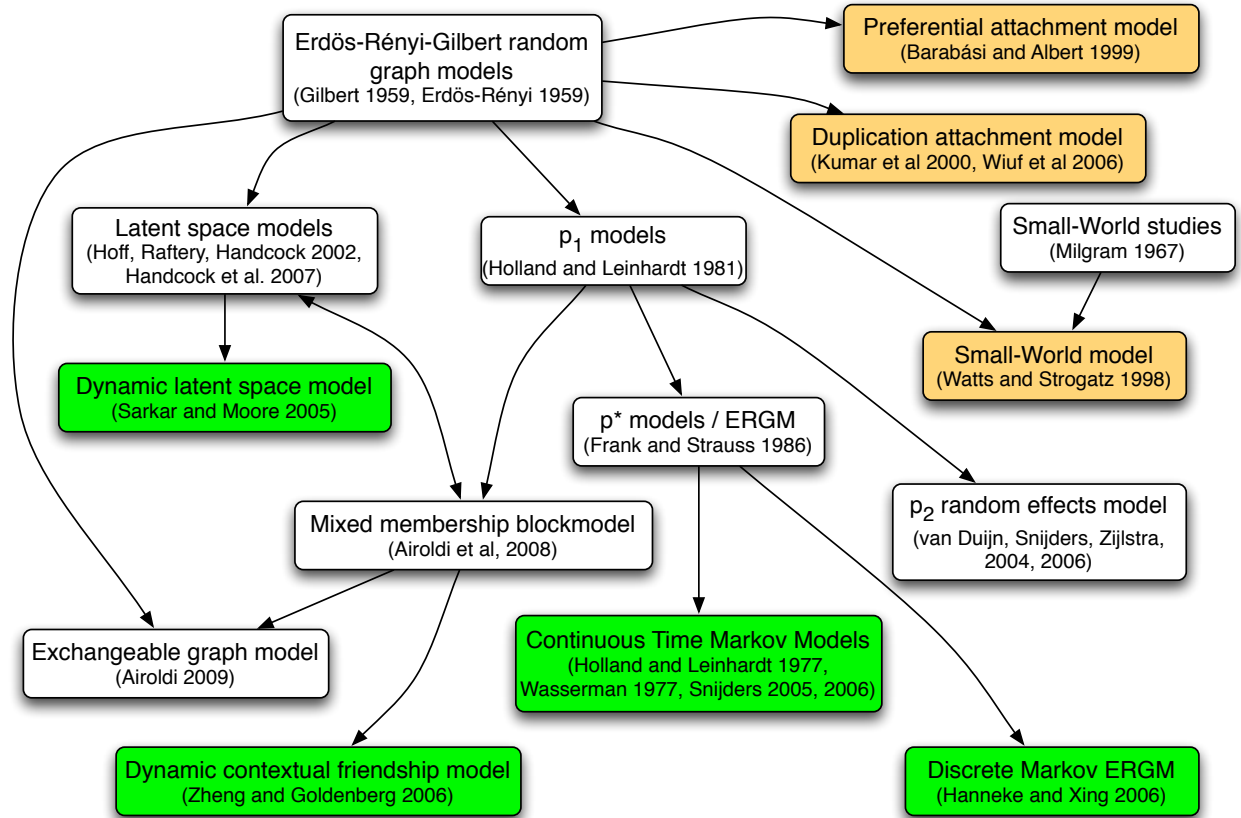 Erdös-Rényi-Gilbert random
graph models
(Gilbert 1959, Erdös-Rényi 1959)
Preferential attachment model
(Barabási and Albert 1999)
Duplication attachment model
(Kumar et al 2000, Wiuf et al 2006)
Latent space models
(Hoff, Raftery, Handcock 2002,
Handcock et al. 2007)
p₁ models
(Holland and Leinhardt 1981)
Small-World studies
(Milgram 1967)
Dynamic latent space model
(Sarkar and Moore 2005)
Small-World model
(Watts and Strogatz 1998)
p* models / ERGM
(Frank and Strauss 1986)
Mixed membership blockmodel
(Airoldi et al, 2008)
p₂ random effects model
(van Duijn, Snijders, Zijlstra,
2004, 2006)
Exchangeable graph model
(Airoldi 2009)
Continuous Time Markov Models
(Holland and Leinhardt 1977,
Wasserman 1977, Snijders 2005, 2006)
Dynamic contextual friendship model
(Zheng and Goldenberg 2006)
Discrete Markov ERGM
(Hanneke and Xing 2006)